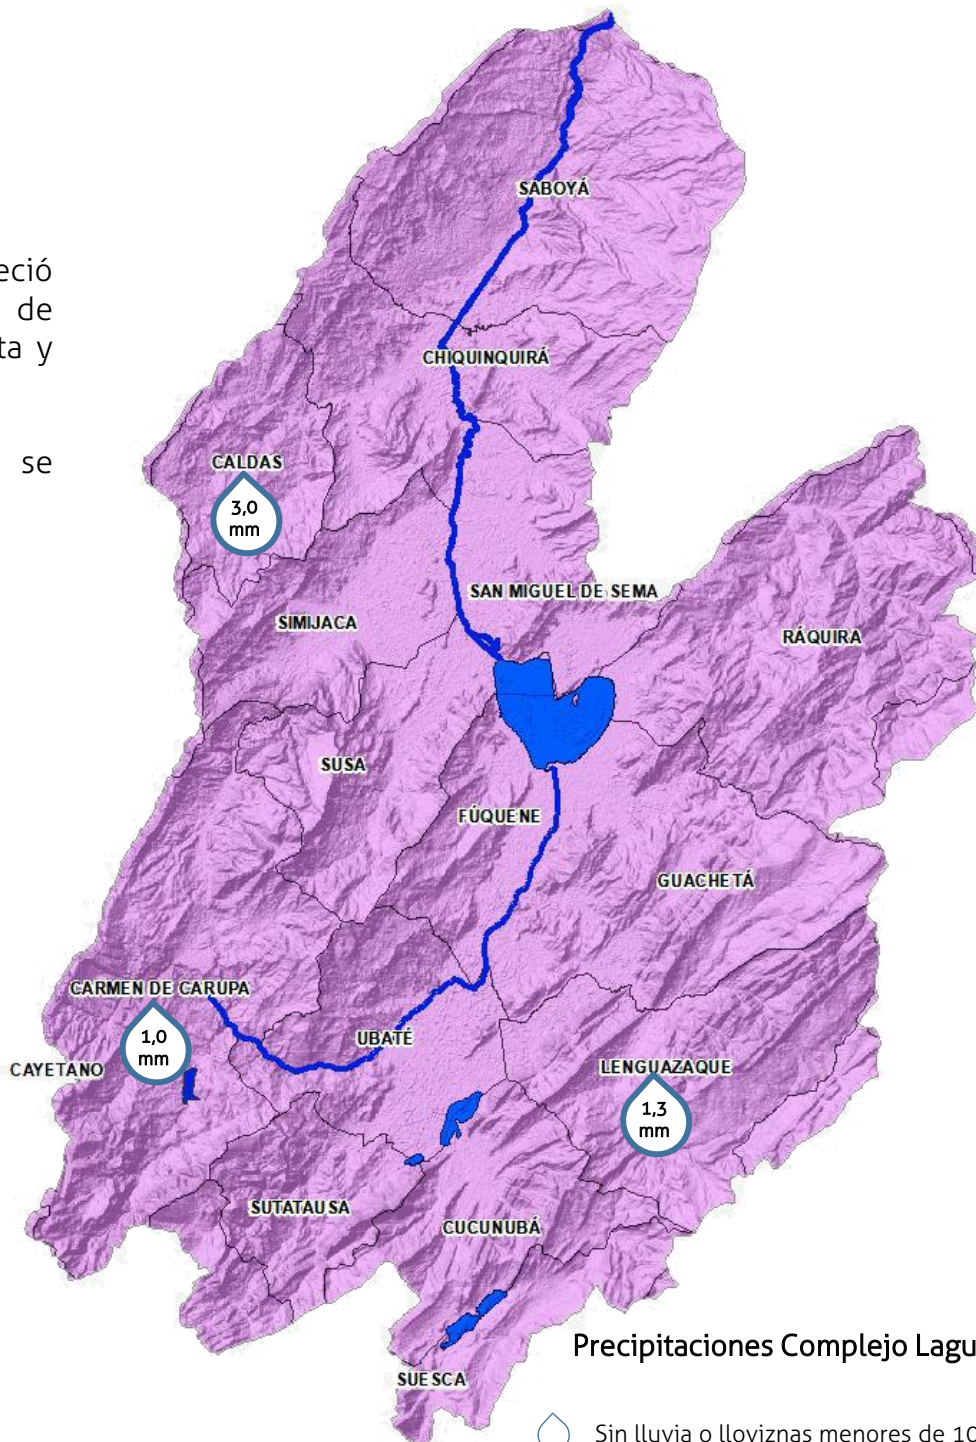 SABOYÁ
eció
de
ta y
CHIQUINQUIRÁ
se
CALDAS
3,0
mm
SAN MIGUEL DE SEMA
SIMIJACA
RÁQUIRA
SUSA
FÚQUENE
GUACHETÁ
CARMEN DE CARUPA
1,0
mm
UBATÉ
CAYETANO
LENGUAZAQUE
1,3
mm
SUTATAUSA
CUCUNUBÁ
Precipitaciones Complejo Lagu
SUESCA
Sin lluvia o lloviznas menores de 10